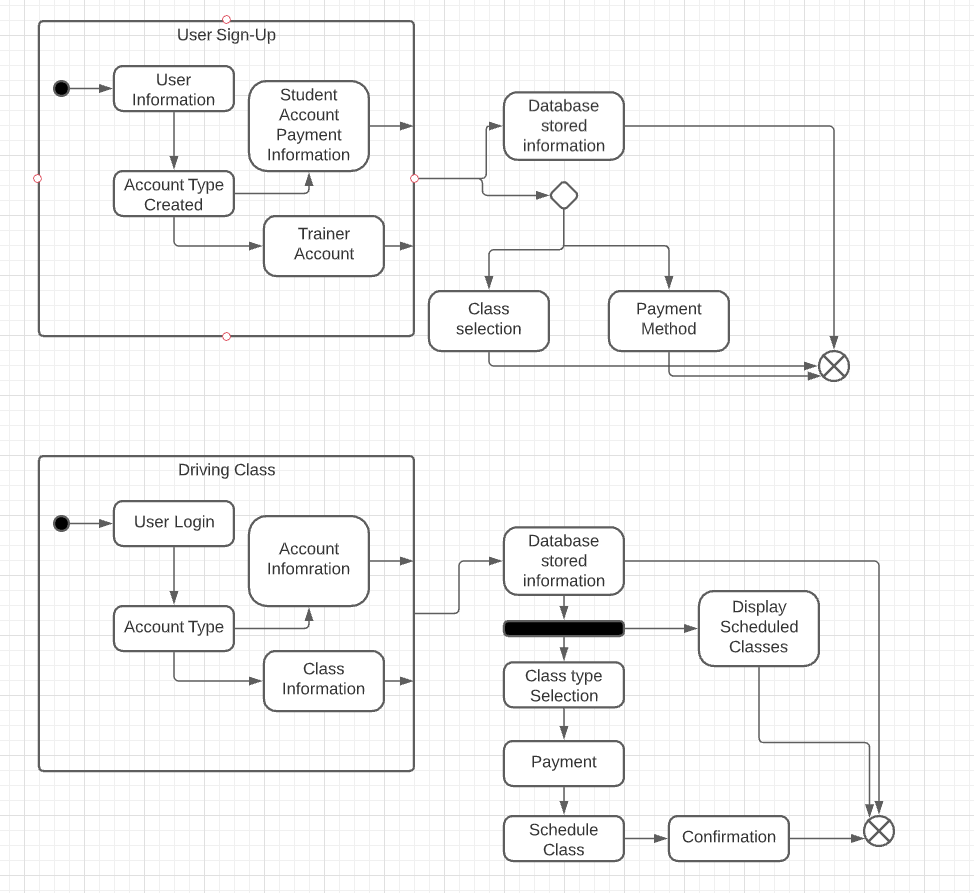 User Sign-Up
User
Information
Student
Account
Payment
Information
Account Type
Created
Trainer
Account
Database
stored
information
Class
selection
Payment
Method
Driving Class
User Login
Account
Infomration
Account Type
Class
Information
Database
stored
information
Display
Scheduled
Classes
Class type
Selection
Payment
Schedule
Class
Confirmation